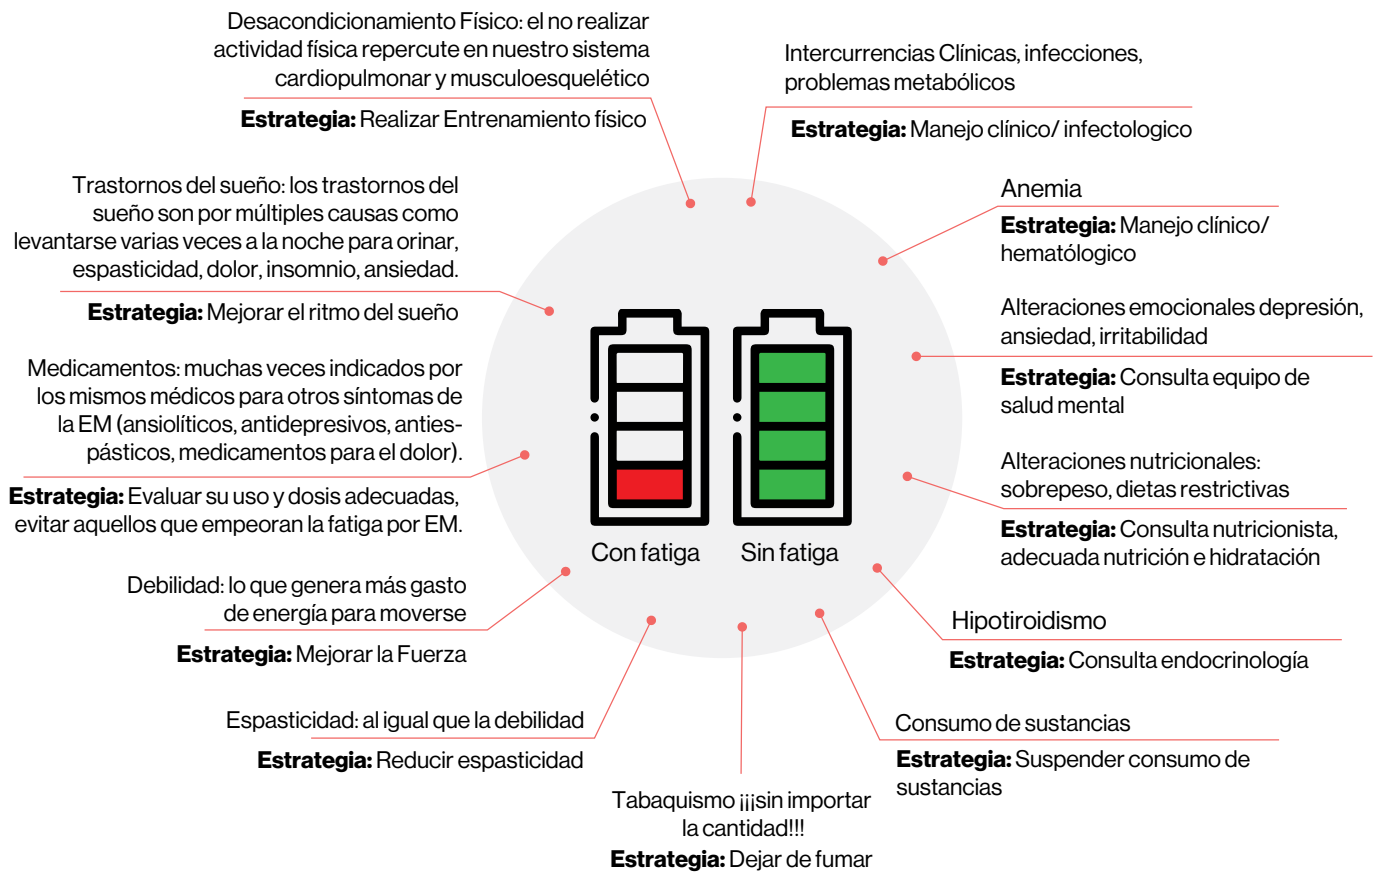 Desacondicionamiento Físico: el no realizar
actividad física repercute en nuestro sistema
cardiopulmonar y musculoesquelético
Estrategia: Realizar Entrenamiento físico
Intercurrencias Clínicas, infecciones,
problemas metabólicos
Estrategia: Manejo clínico/ infectologico
Trastornos del sueño: los trastornos del
sueño son por múltiples causas como
levantarse varias veces a la noche para orinar,
espasticidad, dolor, insomnio, ansiedad.
Estrategia: Mejorar el ritmo del sueño
Anemia
Estrategia: Manejo clínico/
hematólogico
Alteraciones emocionales depresión,
ansiedad, irritabilidad
Estrategia: Consulta equipo de
salud mental
Medicamentos: muchas veces indicados por
los mismos médicos para otros síntomas de
la EM (ansiolíticos, antidepresivos, anties-
pásticos, medicamentos para el dolor).
Estrategia: Evaluar su uso y dosis adecuadas,
evitar aquellos que empeoran la fatiga por EM.
Alteraciones nutricionales:
sobrepeso, dietas restrictivas
Estrategia: Consulta nutricionista,
adecuada nutrición e hidratación
Con fatiga
Sin fatiga
Debilidad: lo que genera más gasto
de energía para moverse
Estrategia: Mejorar la Fuerza
Hipotiroidismo
Estrategia: Consulta endocrinología
Espasticidad: al igual que la debilidad
Estrategia: Reducir espasticidad
Consumo de sustancias
Estrategia: Suspender consumo de
sustancias
Tabaquismo ¡¡¡sin importar
la cantidad!!!
Estrategia: Dejar de fumar